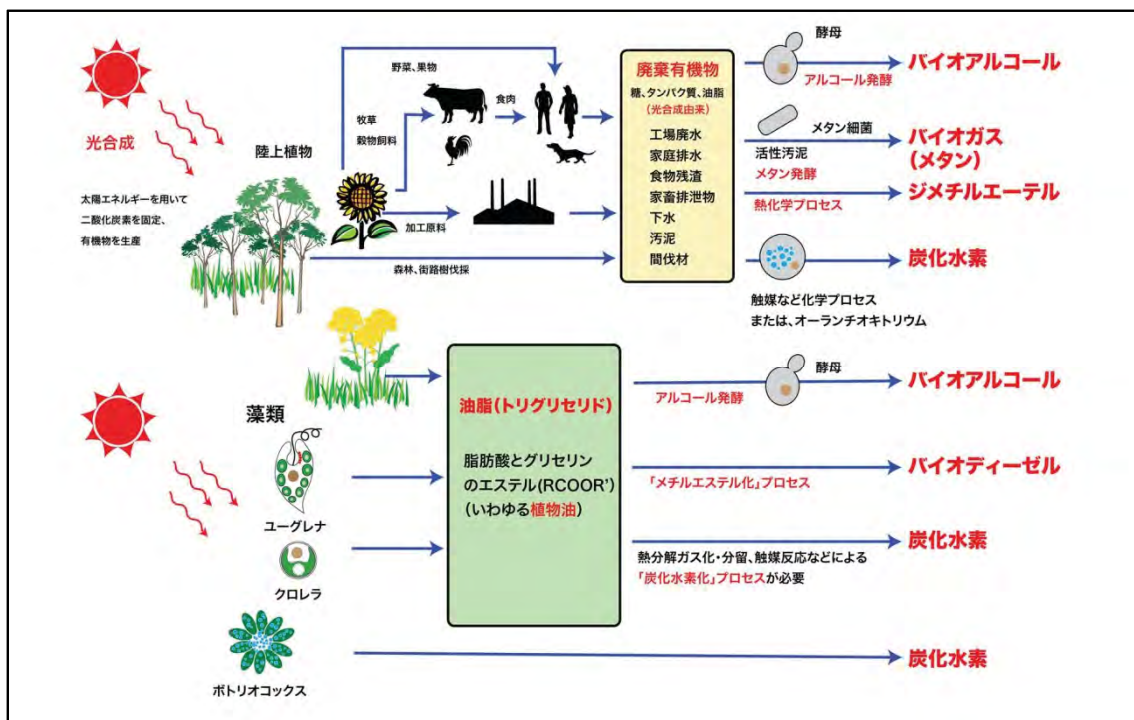 光合成
太陽エネルギーを用いて
二酸化炭素を固定、
有機物を生産
陸上植物
野菜、果物
牧草
穀物飼料
食肉
加工原料
森林、街路樹伐採
廃棄有機物
糖、タンパク質、油脂
(光合成由来)
工場廃水
家庭排水
食物残渣
家畜排泄物
下水
汚泥
間伐材
酵母
アルコール発酵
バイオアルコール
メタン細菌
活性汚泥
メタン発酵
バイオガス
(メタン)
熱化学プロセス
ジメチルエーテル
炭化水素
触媒など化学プロセス
または、オーランチオキトリウム
藻類
ユーグレナ
クロレラ
ボトリオコックス
油脂(トリグリセリド)
脂肪酸とグリセリン
のエステル(RCOOR')
(いわゆる植物油)
酵母
アルコール発酵
バイオアルコール
「メチルエステル化」プロセス
バイオディーゼル
熱分解ガス化・分留、触媒反応などによる
「炭化水素化」プロセスが必要
炭化水素
炭化水素